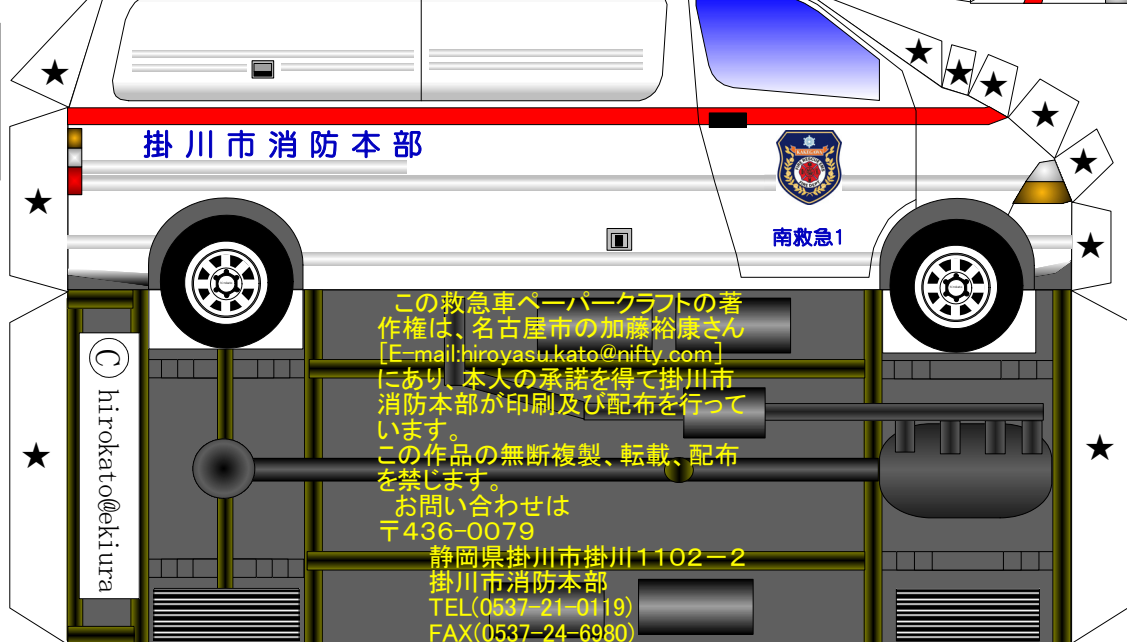 掛川市消防本部
南救急1
この救急車ペーパークラフトの著
作権は、名古屋市の加藤裕康さん
[E-mail:hiroyasu.kato@nifty.com]
にあり、本人の承諾を得て掛川市
消防本部が印刷及び配布を行って
います。
この作品の無断複製、転載、配布
を禁じます。
お問い合わせは
〒436-0079
静岡県掛川市掛川1102-2
掛川市消防本部
TEL(0537-21-0119)
FAX(0537-24-6980)
© hirokato@ekiura